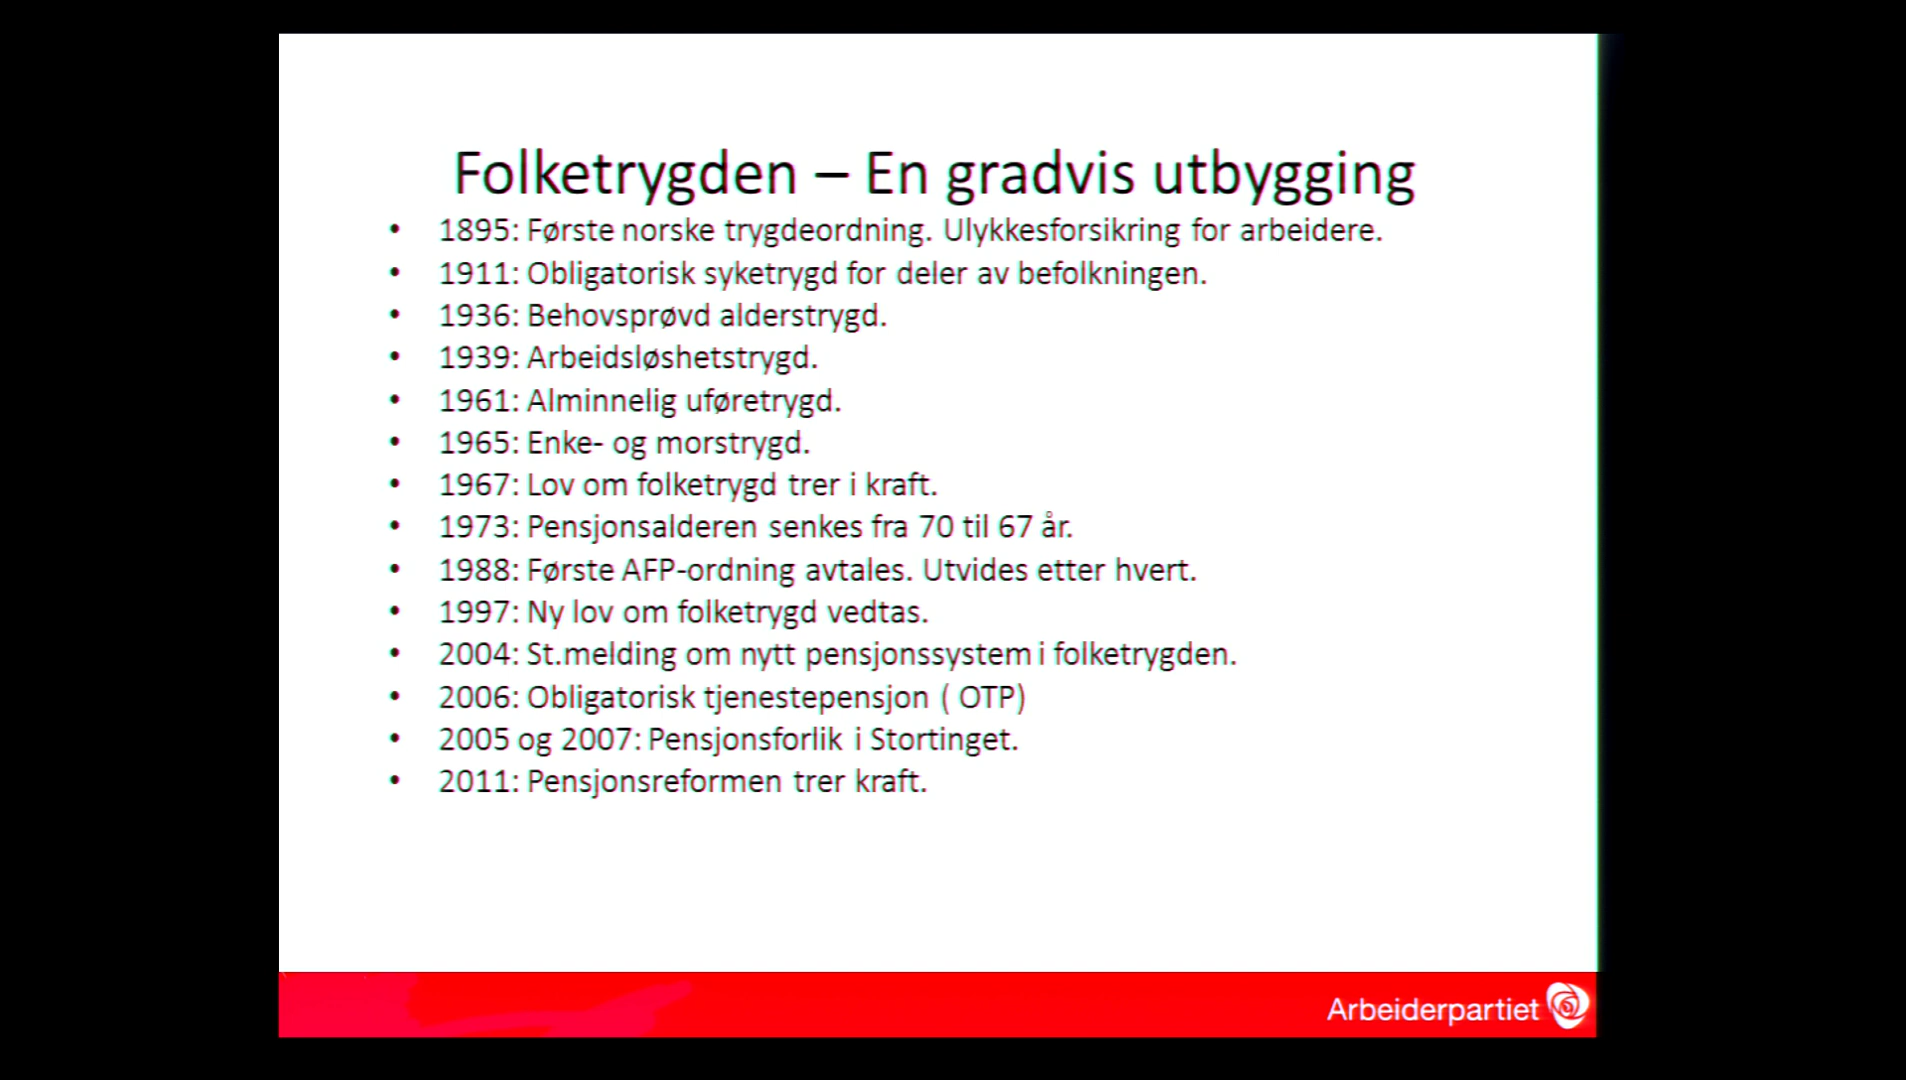 Folketrygden – En gradvis utbygging
• 1895: Første norske trygdeordning. Ulykkesforsikring for arbeidere.
• 1911: Obligatorisk syketrygd for deler av befolkningen.
• 1936: Behovsprøvd alderstrygd.
• 1939: Arbeidsløshetstrygd.
• 1961: Alminnelig uføretrygd.
• 1965: Enke- og morstrygd.
• 1967: Lov om folketrygd trer i kraft.
• 1973: Pensjonsalderen senkes fra 70 til 67 år.
• 1988: Første AFP-ordning avtales. Utvides etter hvert.
• 1997: Ny lov om folketrygd vedtas.
• 2004: St.melding om nytt pensjonssystem i folketrygden.
• 2006: Obligatorisk tjenestepensjon ( OTP)
• 2005 og 2007: Pensjonsforlik i Stortinget.
• 2011: Pensjonsreformen trer kraft.
Arbeiderpartiet